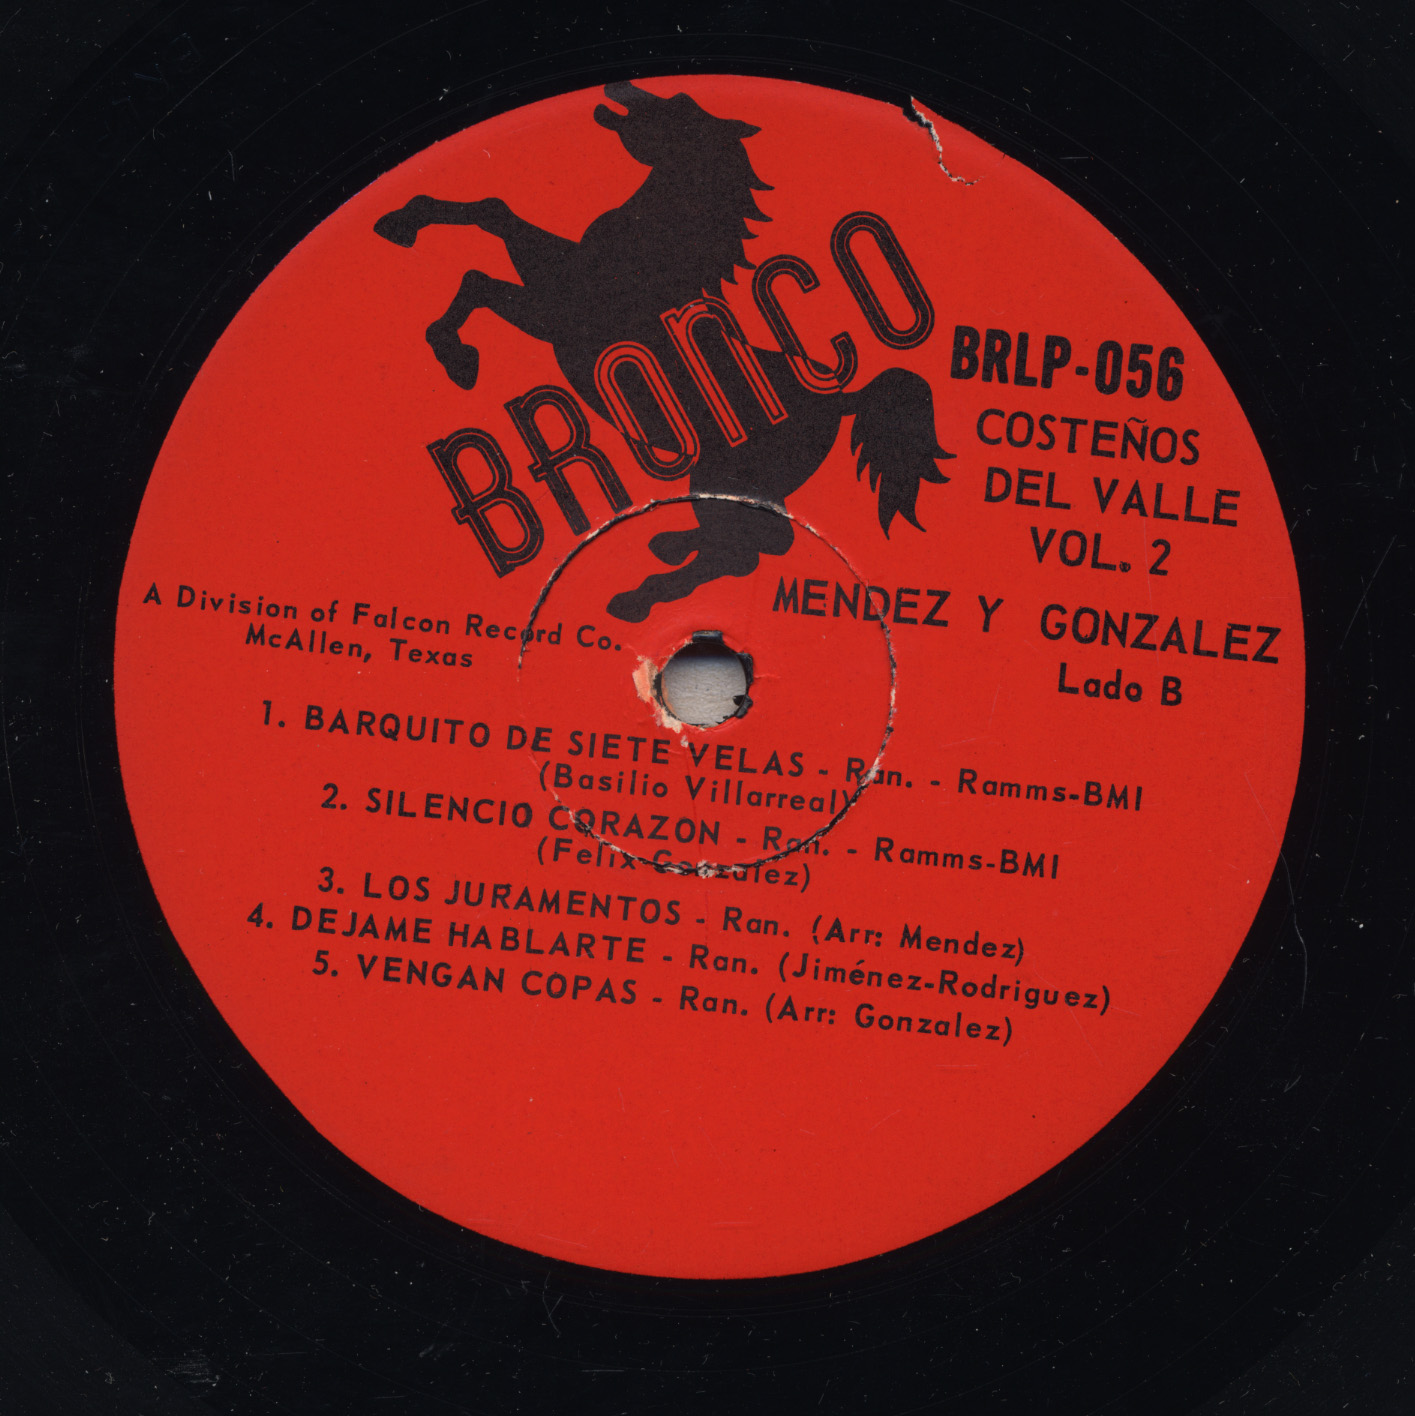 BRONCO
BRLP-056
COSTEÑOS
DEL VALLE
VOL. 2
MENDEZ Y GONZALEZ
Lado B
A Division of Falcon Record Co.
McAllen, Texas
1. BARQUITO DE SIETE VELAS - Ran. - Ramms-BMI
(Basilio Villarreal)
2. SILENCIO CORAZON - Ran. - Ramms-BMI
(Felix Gonzalez)
3. LOS JURAMENTOS - Ran. (Arr: Mendez)
4. DEJAME HABLARTE - Ran. (Jiménez-Rodriguez)
5. VENGAN COPAS - Ran. (Arr: Gonzalez)